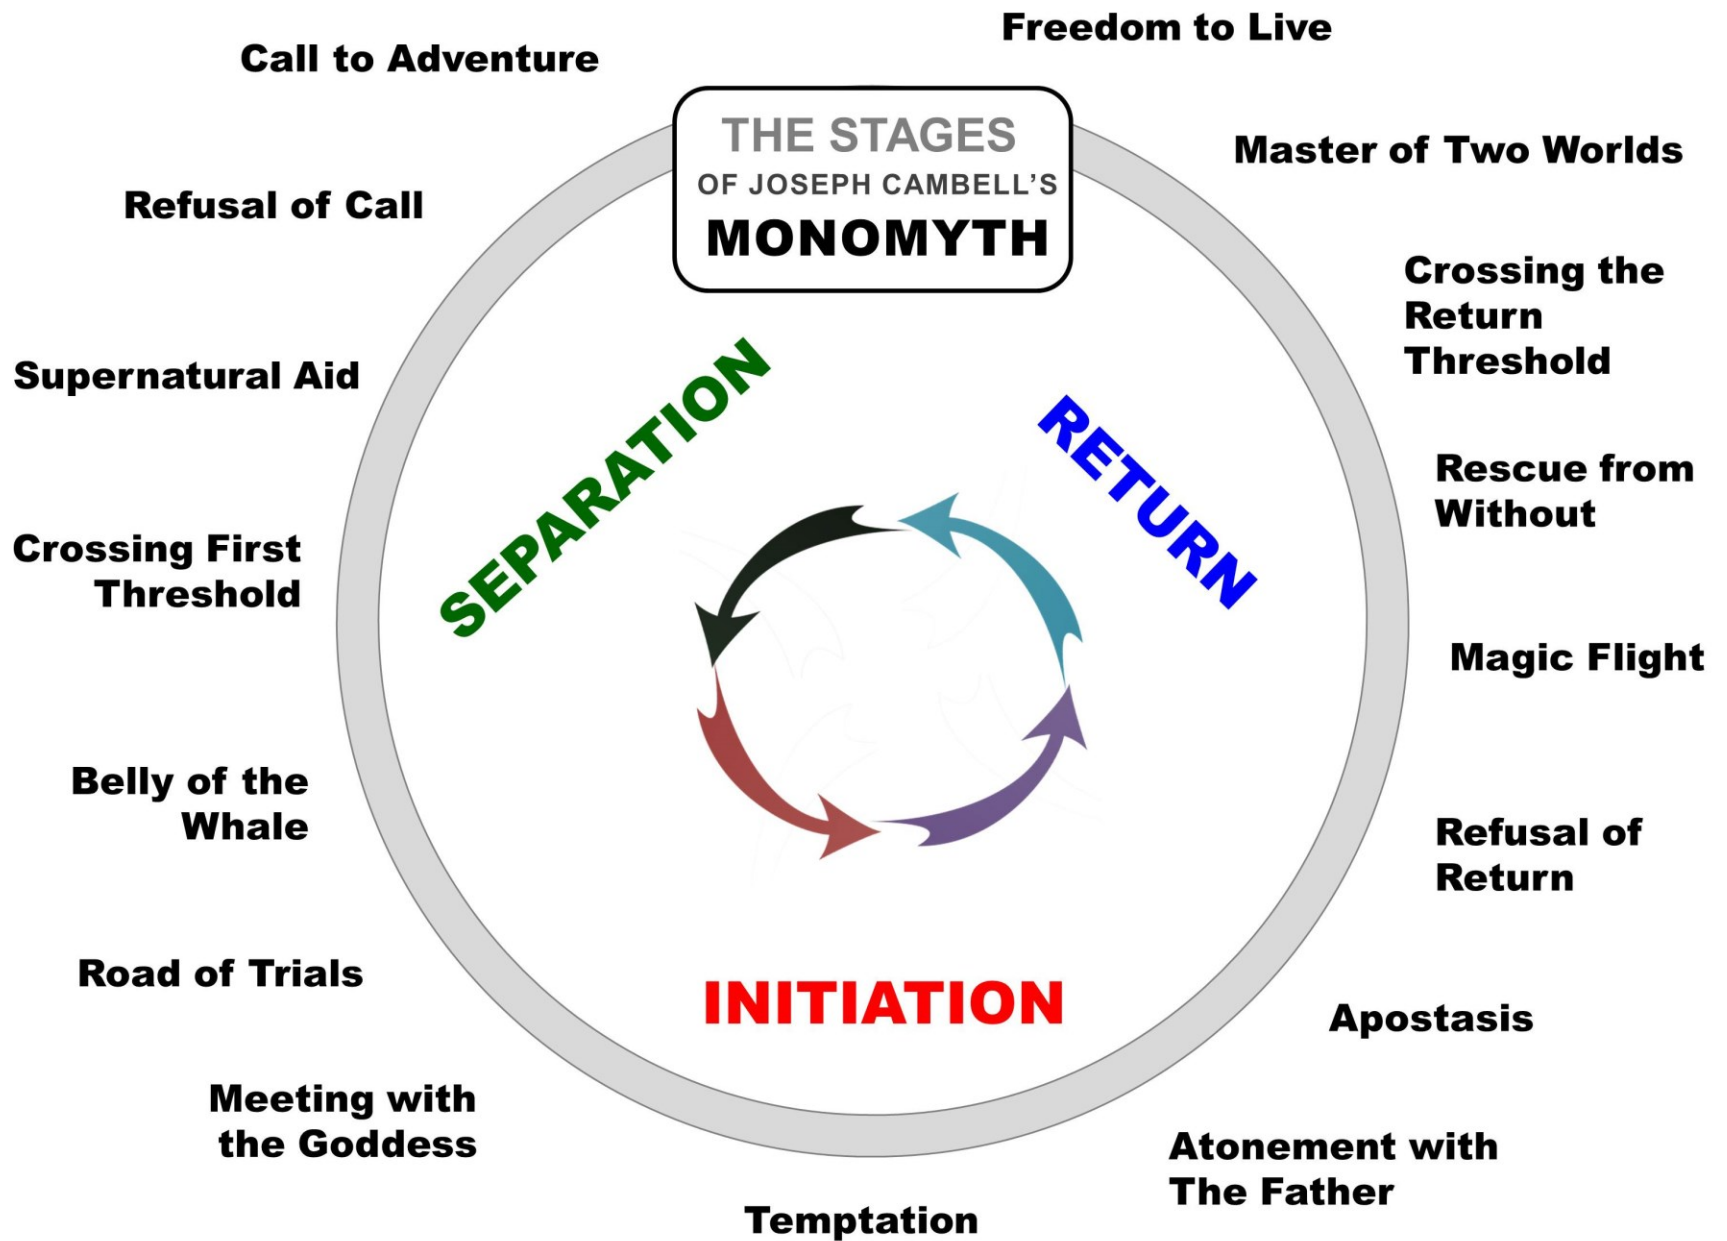 THE STAGES
OF JOSEPH CAMBELL'S
MONOMYTH
Call to Adventure
Refusal of Call
Supernatural Aid
Crossing First
Threshold
Belly of the
Whale
Road of Trials
Meeting with
the Goddess
Temptation
Atonement with
The Father
Apostasis
Refusal of
Return
Magic Flight
Rescue from
Without
Crossing the
Return
Threshold
Master of Two Worlds
Freedom to Live
SEPARATION
INITIATION
RETURN